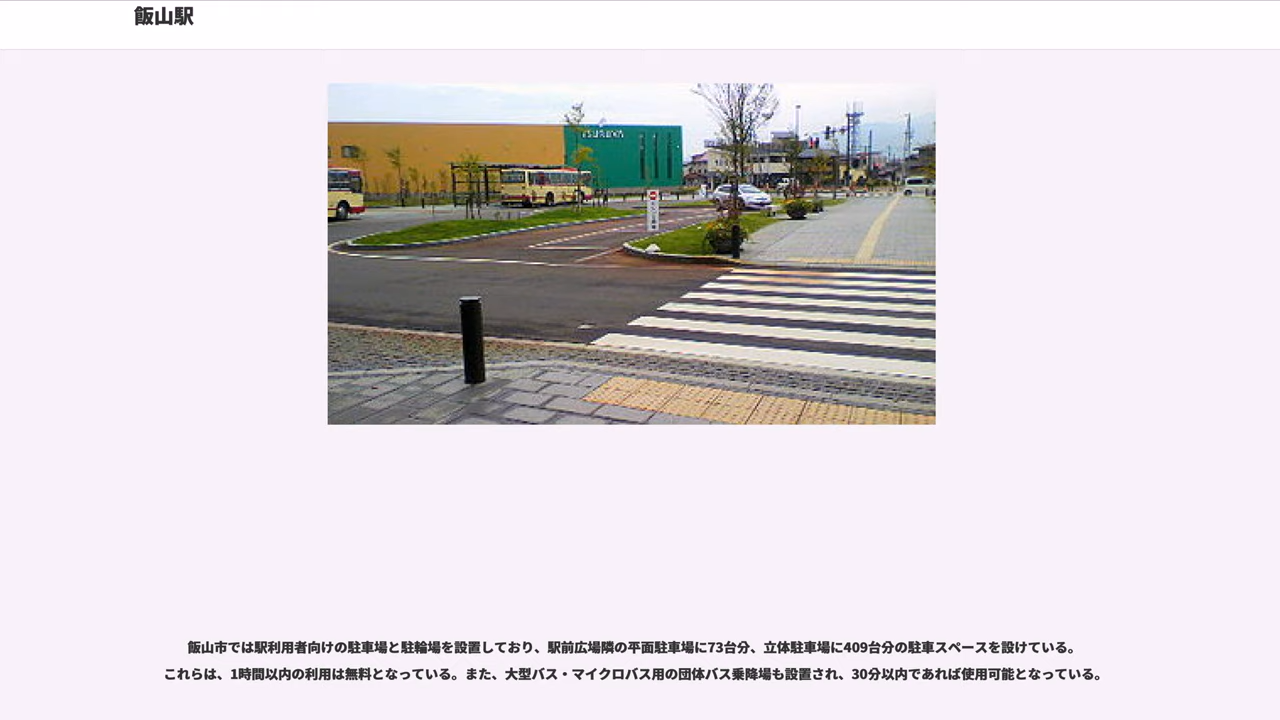 飯山駅
TSURUYA
飯山市では駅利用者向けの駐車場と駐輪場を設置しており、駅前広場隣の平面駐車場に73台分、立体駐車場に409台分の駐車スペースを設けている。
これらは、1時間以内の利用は無料となっている。また、大型バス・マイクロバス用の団体バス乗降場も設置され、30分以内であれば使用可能となっている。